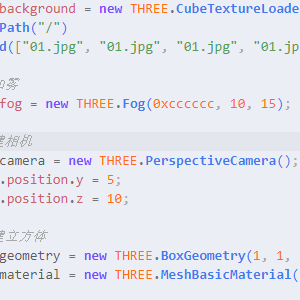 background = new THREE.CubeTextureLoade
Path("/")
d(["01.jpg", "01.jpg", "01.jpg", "01.jp
雾
fog = new THREE.Fog(0xcccccc, 10, 15);
建相机
camera = new THREE.PerspectiveCamera();
.position.y = 5;
.position.z = 10;
建立方体
geometry = new THREE.BoxGeometry(1, 1,
material = new THREE.MeshBasicMaterial(